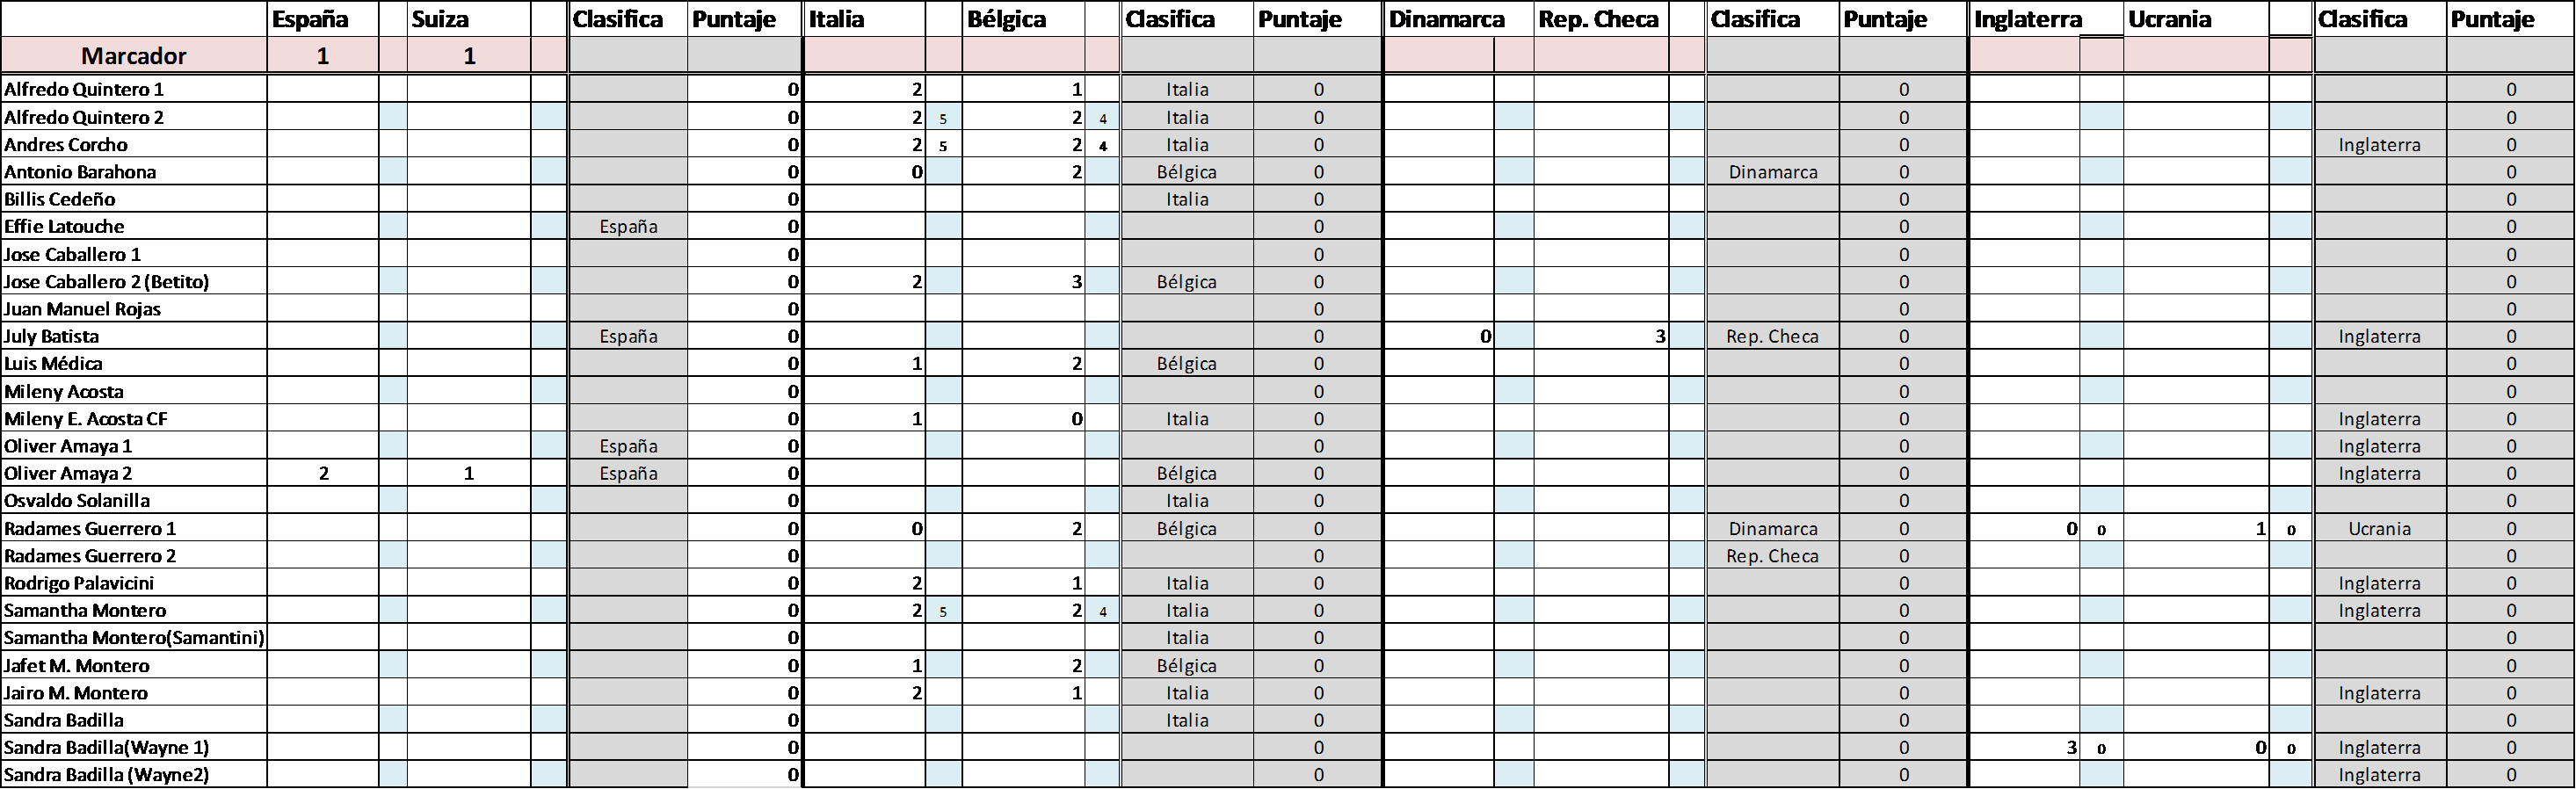 España Suiza Clasifica Puntaje Italia Bélgica Clasifica Puntaje Dinamarca Rep. Checa Clasifica Puntaje Inglaterra Ucrania Clasifica Puntaje
Marcador 1 1
Alfredo Quintero 1 0 2 1 Italia 0 0 0
Alfredo Quintero 2 0 2 5 2 4 Italia 0 0 0
Andres Corcho 0 2 5 2 4 Italia 0 0 Inglaterra 0
Antonio Barahona 0 0 2 Bélgica 0 Dinamarca 0 0
Billis Cedeño 0 Italia 0 0 0
Effie Latouche España 0 0 0 0
Jose Caballero 1 0 0 0 0
Jose Caballero 2 (Betito) 0 2 3 Bélgica 0 0 0
Juan Manuel Rojas 0 0 0 0
July Batista España 0 0 0 3 Rep. Checa 0 Inglaterra 0
Luis Médica 0 1 2 Bélgica 0 0 0
Mileny Acosta 0 0 0 0
Mileny E. Acosta CF 0 1 0 Italia 0 0 Inglaterra 0
Oliver Amaya 1 España 0 0 0 Inglaterra 0
Oliver Amaya 2 2 1 España 0 Bélgica 0 0 Inglaterra 0
Osvaldo Solanilla 0 Italia 0 0 0
Radames Guerrero 1 0 0 2 Bélgica 0 Dinamarca 0 0 0 1 0 Ucrania 0
Radames Guerrero 2 0 0 Rep. Checa 0 0
Rodrigo Palavicini 0 2 1 Italia 0 0 Inglaterra 0
Samantha Montero 0 2 5 2 4 Italia 0 0 Inglaterra 0
Samantha Montero(Samantini) 0 Italia 0 0 0
Jafet M. Montero 0 1 2 Bélgica 0 0 0
Jairo M. Montero 0 2 1 Italia 0 0 Inglaterra 0
Sandra Badilla 0 Italia 0 0 0
Sandra Badilla(Wayne 1) 0 0 0 3 0 0 0 Inglaterra 0
Sandra Badilla (Wayne2) 0 0 0 Inglaterra 0